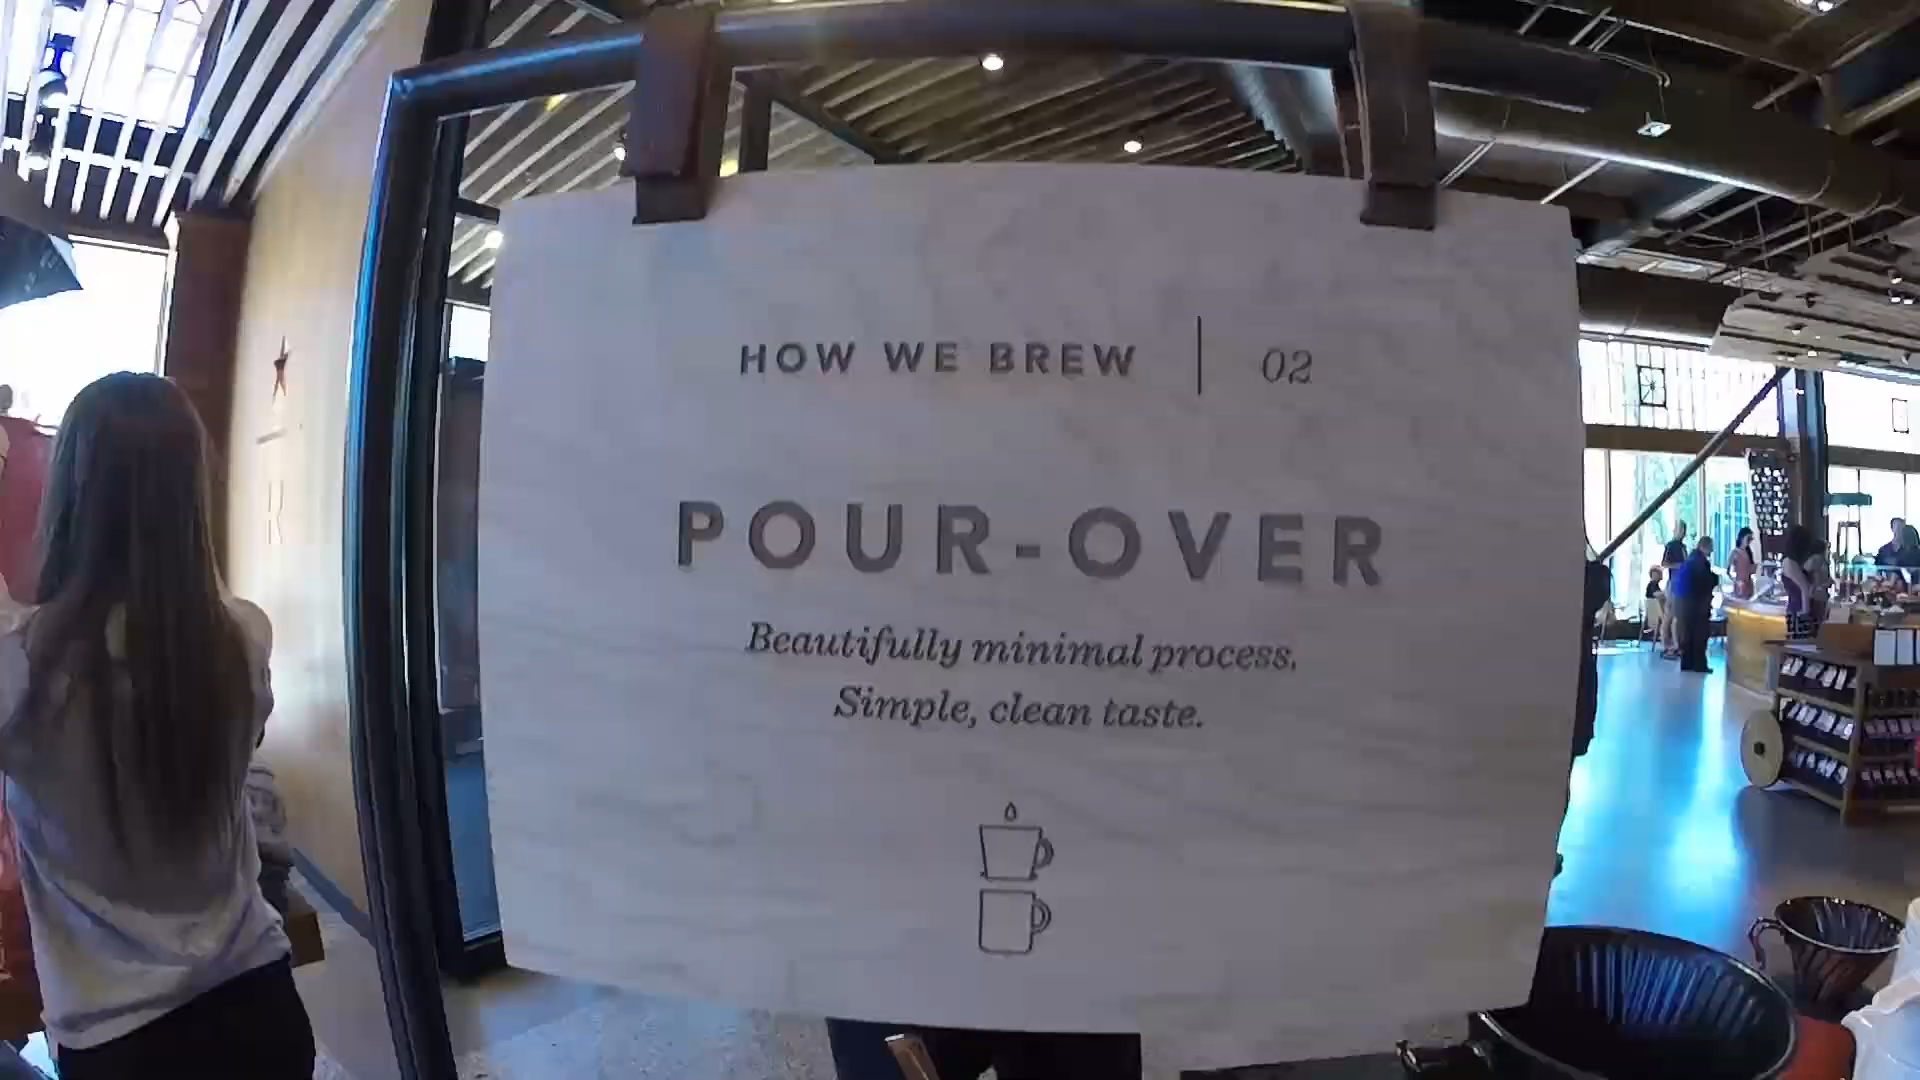 HOW WE BREW | 02
POUR-OVER
Beautifully minimal process.
Simple, clean taste.
R